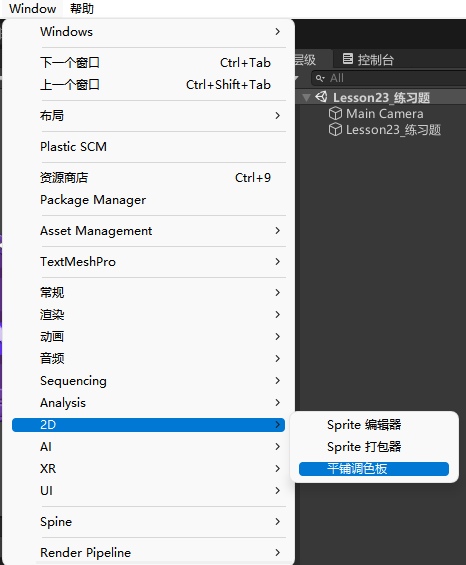 Window 帮助
Windows
下一个窗口 Ctrl+Tab
上一个窗口 Ctrl+Shift+Tab
布局
Plastic SCM
资源商店 Ctrl+9
Package Manager
Asset Management
TextMeshPro
常规
渲染
动画
音频
Sequencing
Analysis
2D
AI
XR
UI
Spine
Render Pipeline
Sprite 编辑器
Sprite 打包器
平铺调色板
层级 控制台
All
Lesson23_练习题
Main Camera
Lesson23_练习题